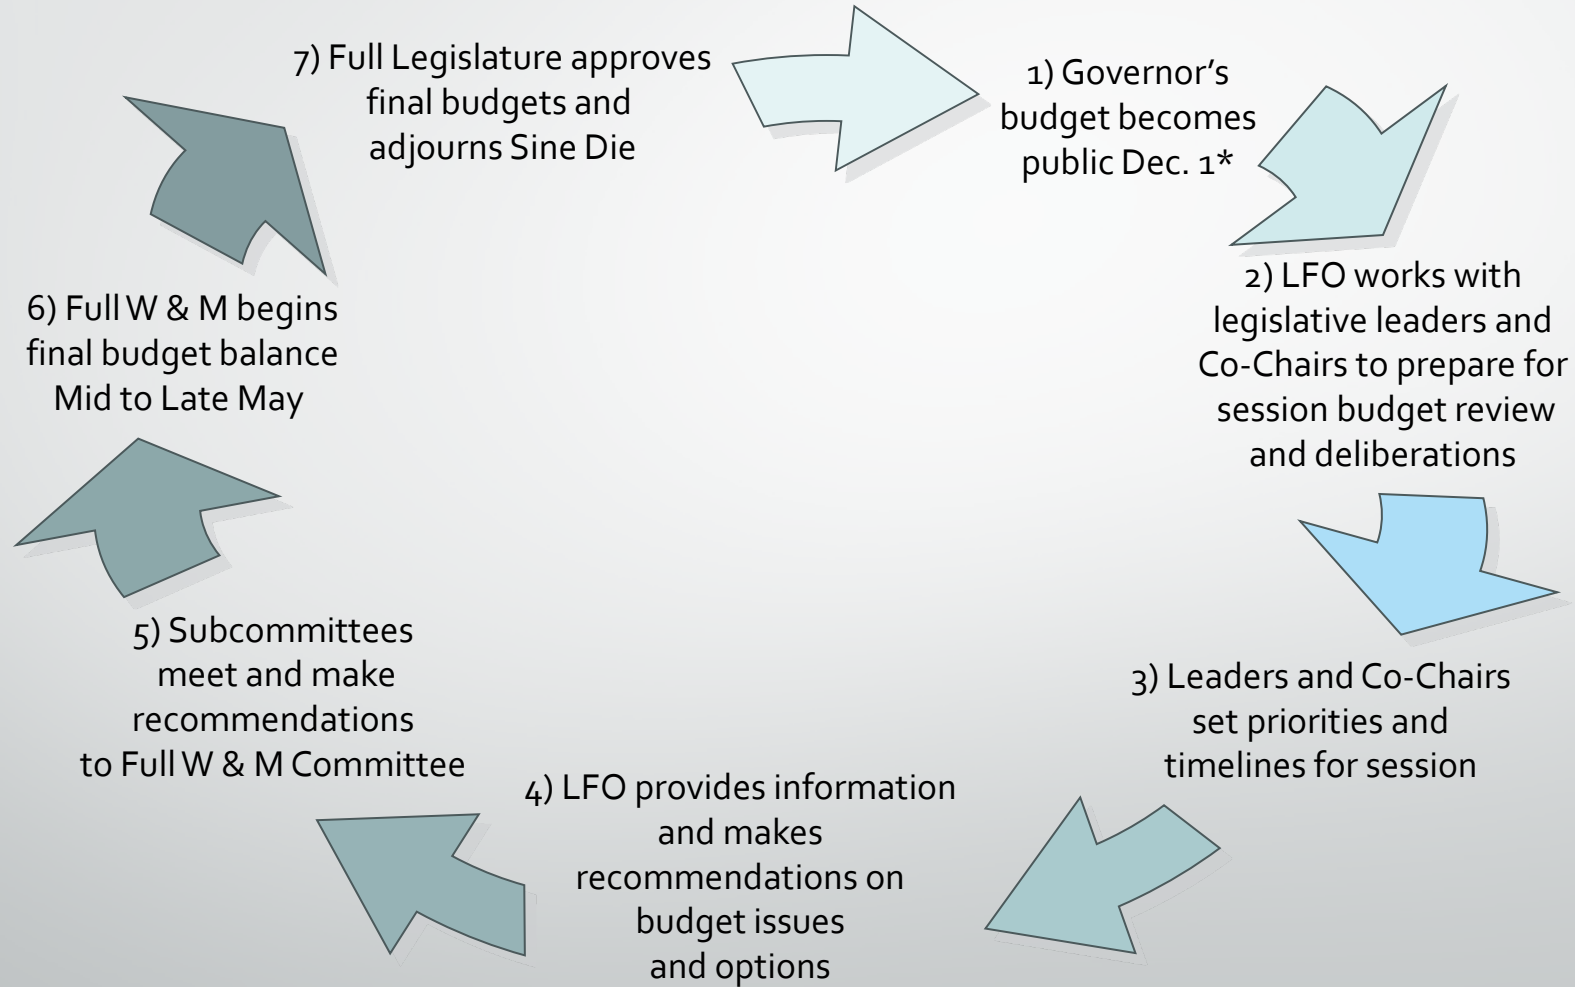 7) Full Legislature approves
final budgets and
adjourns Sine Die
1) Governor’s
budget becomes
public Dec. 1*
2) LFO works with
legislative leaders and
Co-Chairs to prepare for
session budget review
and deliberations
3) Leaders and Co-Chairs
set priorities and
timelines for session
4) LFO provides information
and makes
recommendations on
budget issues
and options
5) Subcommittees
meet and make
recommendations
to Full W & M Committee
6) Full W & M begins
final budget balance
Mid to Late May